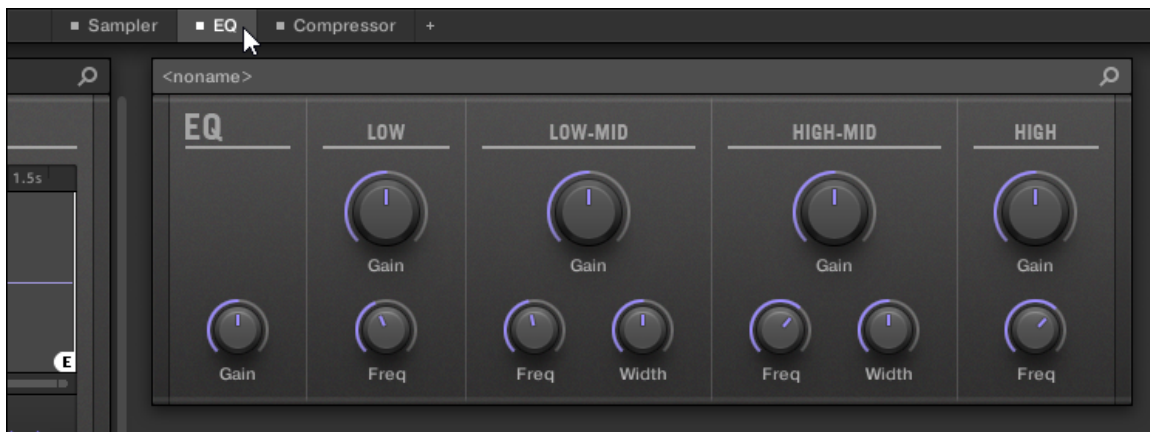 Sampler EQ Compressor +
<noname>
EQ LOW LOW-MID HIGH-MID HIGH
1.5s
Gain Gain Gain Gain
E
Gain Freq Freq Width Freq Width Freq